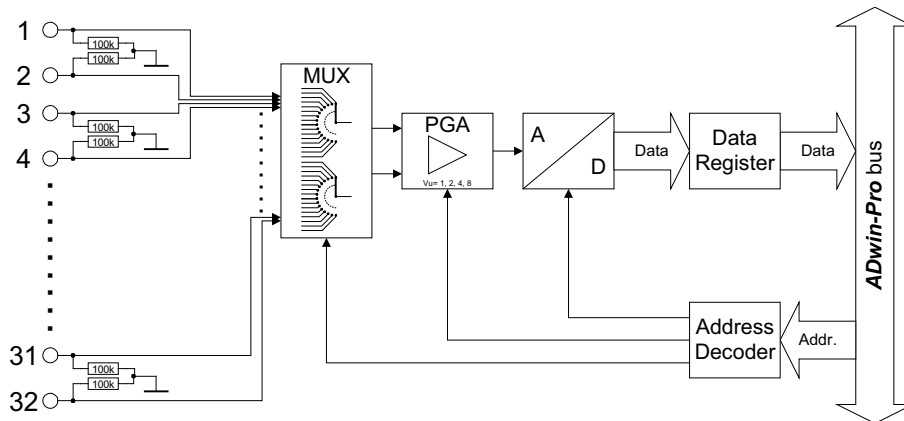 1
100k
100k
2
3
100k
100k
4
31
100k
100k
32
MUX
PGA
Vu= 1, 2, 4, 8
A
D
Data
Data
Register
Data
ADwin-Pro bus
Address
Decoder
Addr.